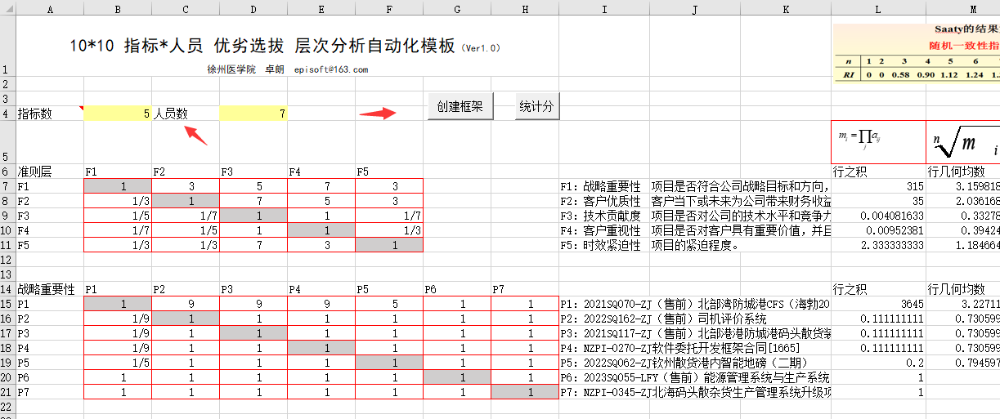 A B C D E F G H I J K L M
1 10*10 指标*人员 优劣选拔 层次分析自动化模板（Ver1.0） Saaty的结果
随机一致性指
徐州医学院 卓朗 episoft@163.com
n 1 2 3 4 5 6
RI 0 0 0.58 0.90 1.12 1.24
2
3 创建框架 统计分
4 指标数 5 人员数 7
5 mi = ∏ aij j n√m i
6 准则层 F1 F2 F3 F4 F5 行之积 行几何均数
7 F1 1 3 5 7 3 F1：战略重要性 项目是否符合公司战略目标和方向， 315 3.159818
8 F2 1/3 1 7 5 3 F2：客户优质性 客户当下或未来为公司带来财务收益 35 2.036168
9 F3 1/5 1/7 1 1 1/7 F3：技术贡献度 项目是否对公司的技术水平和竞争力 0.004081633 0.33278
10 F4 1/7 1/5 1 1 1/3 F4：客户重视性 项目是否对客户具有重要价值，并且 0.00952381 0.39424
11 F5 1/3 1/3 7 3 1 F5：时效紧迫性 项目的紧迫程度。 2.333333333 1.184664
12
13
14 战略重要性 P1 P2 P3 P4 P5 P6 P7 行之积 行几何均数
15 P1 1 9 9 9 5 1 1 P1：2021SQ070-ZJ（售前）北部湾防城港CFS（海勃20 3645 3.22711
16 P2 1/9 1 1 1 1 1 1 P2：2022SQ162-ZJ（售前）司机评价系统 0.111111111 0.730599
17 P3 1/9 1 1 1 1 1 1 P3：2021SQ117-ZJ（售前）北部港港防城港码头散货装 0.111111111 0.730599
18 P4 1/9 1 1 1 1 1 1 P4：NZPI-0270-ZJ软件委托开发框架合同[1665] 0.111111111 0.730599
19 P5 1/5 1 1 1 1 1 1 P5：2022SQ062-ZJ钦州散货港内智能地磅（二期） 0.2 0.794597
20 P6 1 1 1 1 1 1 1 P6：2023SQ055-LFY（售前）能源管理系统与生产系统 1
21 P7 1 1 1 1 1 1 1 P7：NZPI-0345-ZJ北海码头散杂货生产管理系统升级项 1
22